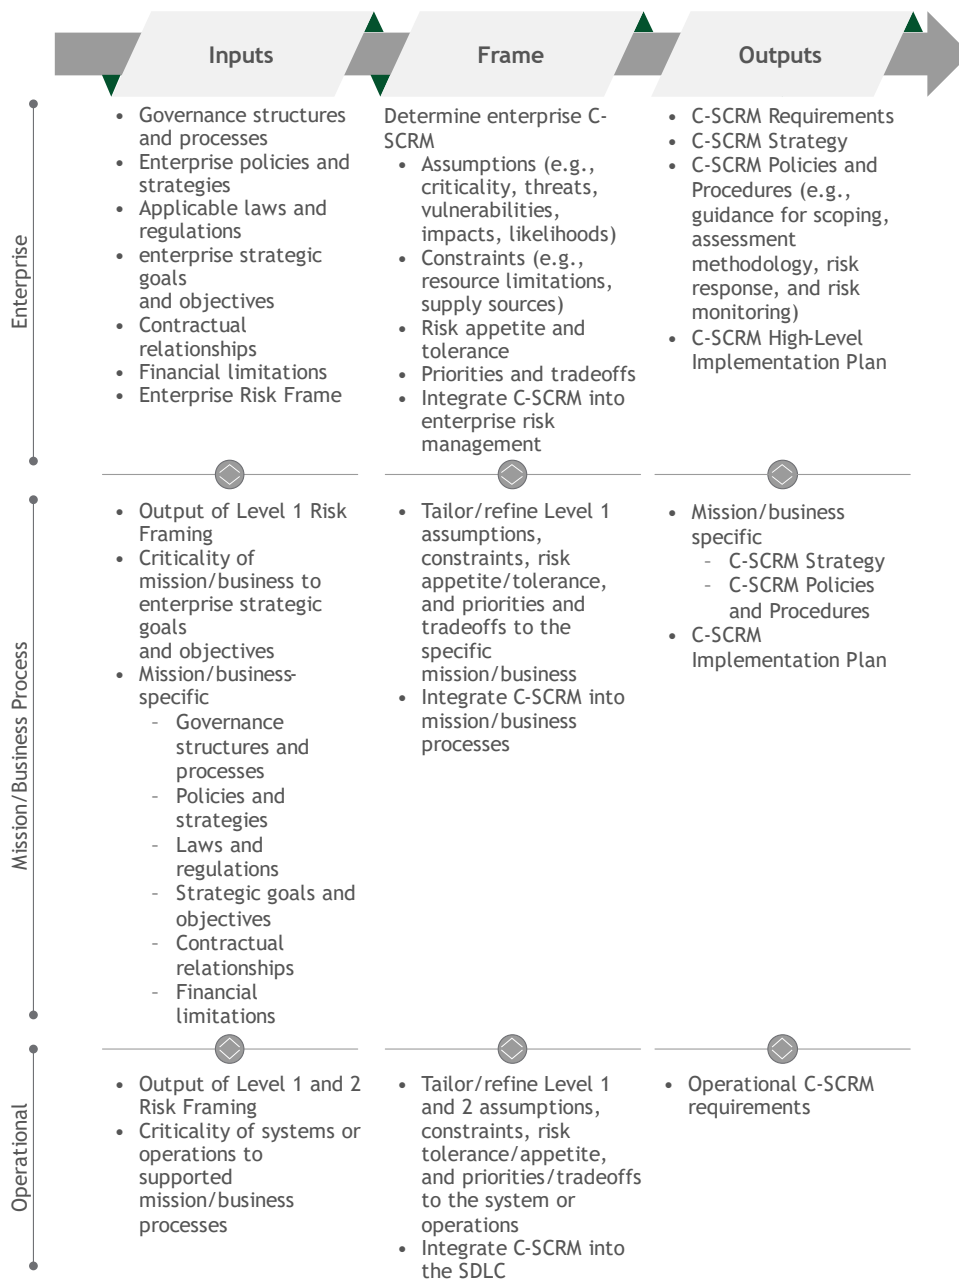 Inputs
Frame
Outputs
Enterprise
• Governance structures
and processes
• Enterprise policies and
strategies
• Applicable laws and
regulations
• enterprise strategic
goals
and objectives
• Contractual
relationships
• Financial limitations
• Enterprise Risk Frame
Determine enterprise C-
SCRM
• Assumptions (e.g.,
criticality, threats,
vulnerabilities,
impacts, likelihoods)
• Constraints (e.g.,
resource limitations,
supply sources)
• Risk appetite and
tolerance
• Priorities and tradeoffs
• Integrate C-SCRM into
enterprise risk
management
• C-SCRM Requirements
• C-SCRM Strategy
• C-SCRM Policies and
Procedures (e.g.,
guidance for scoping,
assessment
methodology, risk
response, and risk
monitoring)
• C-SCRM High-Level
Implementation Plan
Mission/Business Process
• Output of Level 1 Risk
Framing
• Criticality of
mission/business to
enterprise strategic
goals
and objectives
• Mission/business-
specific
- Governance
structures and
processes
- Policies and
strategies
- Laws and
regulations
- Strategic goals and
objectives
- Contractual
relationships
- Financial
limitations
• Tailor/refine Level 1
assumptions,
constraints, risk
appetite/tolerance,
and priorities and
tradeoffs to the
specific
mission/business
• Integrate C-SCRM into
mission/business
processes
• Mission/business
specific
- C-SCRM Strategy
- C-SCRM Policies
and Procedures
• C-SCRM
Implementation Plan
Operational
• Output of Level 1 and 2
Risk Framing
• Criticality of systems or
operations to
supported
mission/business
processes
• Tailor/refine Level 1
and 2 assumptions,
constraints, risk
tolerance/appetite,
and priorities/tradeoffs
to the system or
operations
• Integrate C-SCRM into
the SDLC
• Operational C-SCRM
requirements